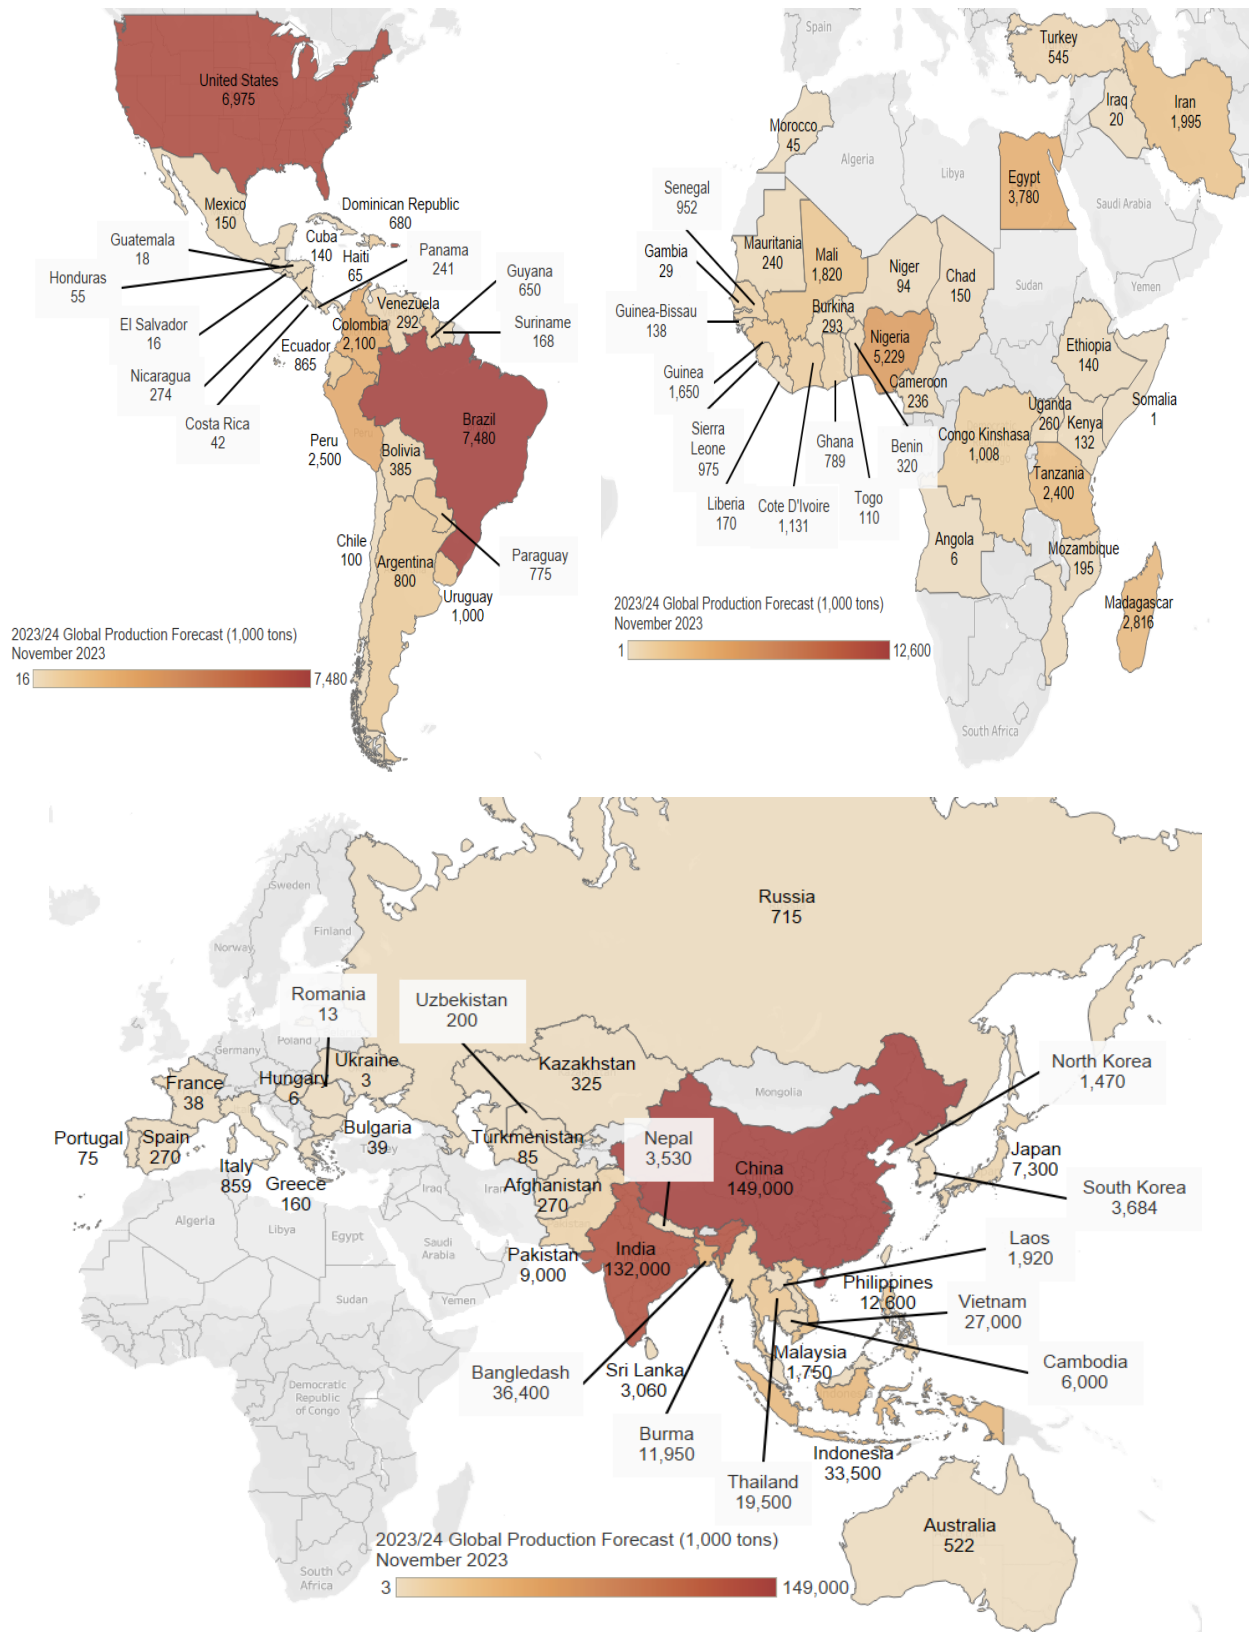 United States
6,975
Mexico
150
Dominican Republic
680
Cuba
140
Haiti
65
Guatemala
18
Honduras
55
El Salvador
16
Nicaragua
274
Costa Rica
42
Panama
241
Guyana
650
Suriname
168
Venezuela
292
Colombia
2,100
Ecuador
865
Peru
Peru
2,500
Brazil
7,480
Bolivia
385
Chile
100
Argentina
800
Paraguay
775
Uruguay
1,000
2023/24 Global Production Forecast (1,000 tons)
November 2023
16
7,480
Spain
Turkey
545
Iraq
20
Iran
1,995
Morocco
45
Algeria
Libya
Egypt
3,780
Saudi Arabia
Yemen
Sudan
Senegal
952
Gambia
29
Guinea-Bissau
138
Guinea
1,650
Sierra
Leone
975
Liberia
170
Cote D'Ivoire
1,131
Ghana
789
Togo
110
Benin
320
Mauritania
240
Mali
1,820
Burkina
293
Niger
94
Chad
150
Nigeria
5,229
Cameroon
236
Ethiopia
140
Somalia
1
Uganda
260
Kenya
132
Congo Kinshasa
1,008
Tanzania
2,400
Angola
6
Mozambique
195
Madagascar
2,816
South Africa
2023/24 Global Production Forecast (1,000 tons)
November 2023
1
12,600
Russia
715
Sweden
Finland
Norway
Romania
13
Uzbekistan
200
Poland
Germany
Ukraine
3
Kazakhstan
325
Mongolia
North Korea
1,470
France
38
Hungary
6
Bulgaria
39
Turkey
Portugal
75
Spain
270
Italy
859
Greece
160
Turkmenistan
85
Nepal
3,530
China
149,000
Japan
7,300
South Korea
3,684
Afghanistan
270
Iraq
Iran
Algeria
Libya
Egypt
Saudi
Arabia
Pakistan
Pakistan
9,000
India
132,000
Laos
1,920
Philippines
12,600
Vietnam
27,000
Cambodia
6,000
Sudan
Yemen
Bangledash
36,400
Sri Lanka
3,060
Malaysia
1,750
Indonesia
Burma
11,950
Thailand
19,500
Indonesia
33,500
Democratic
Republic
of Congo
Australia
522
South
Africa
2023/24 Global Production Forecast (1,000 tons)
November 2023
3
149,000